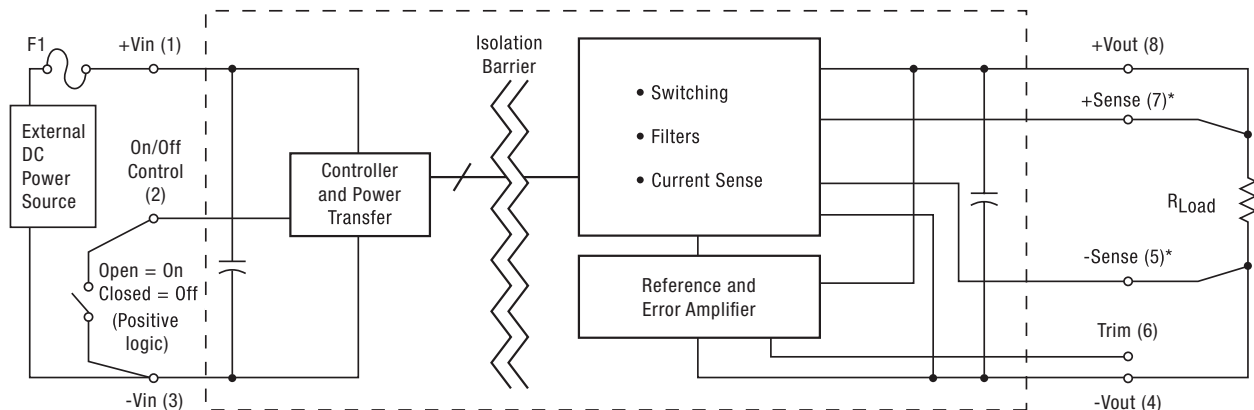 F1
+Vin (1)
External
DC
Power
Source
On/Off
Control
(2)
Open = On
Closed = Off
(Positive
logic)
-Vin (3)
Controller
and Power
Transfer
Isolation
Barrier
• Switching
• Filters
• Current Sense
Reference and
Error Amplifier
+Vout (8)
+Sense (7)*
RLoad
-Sense (5)*
Trim (6)
-Vout (4)